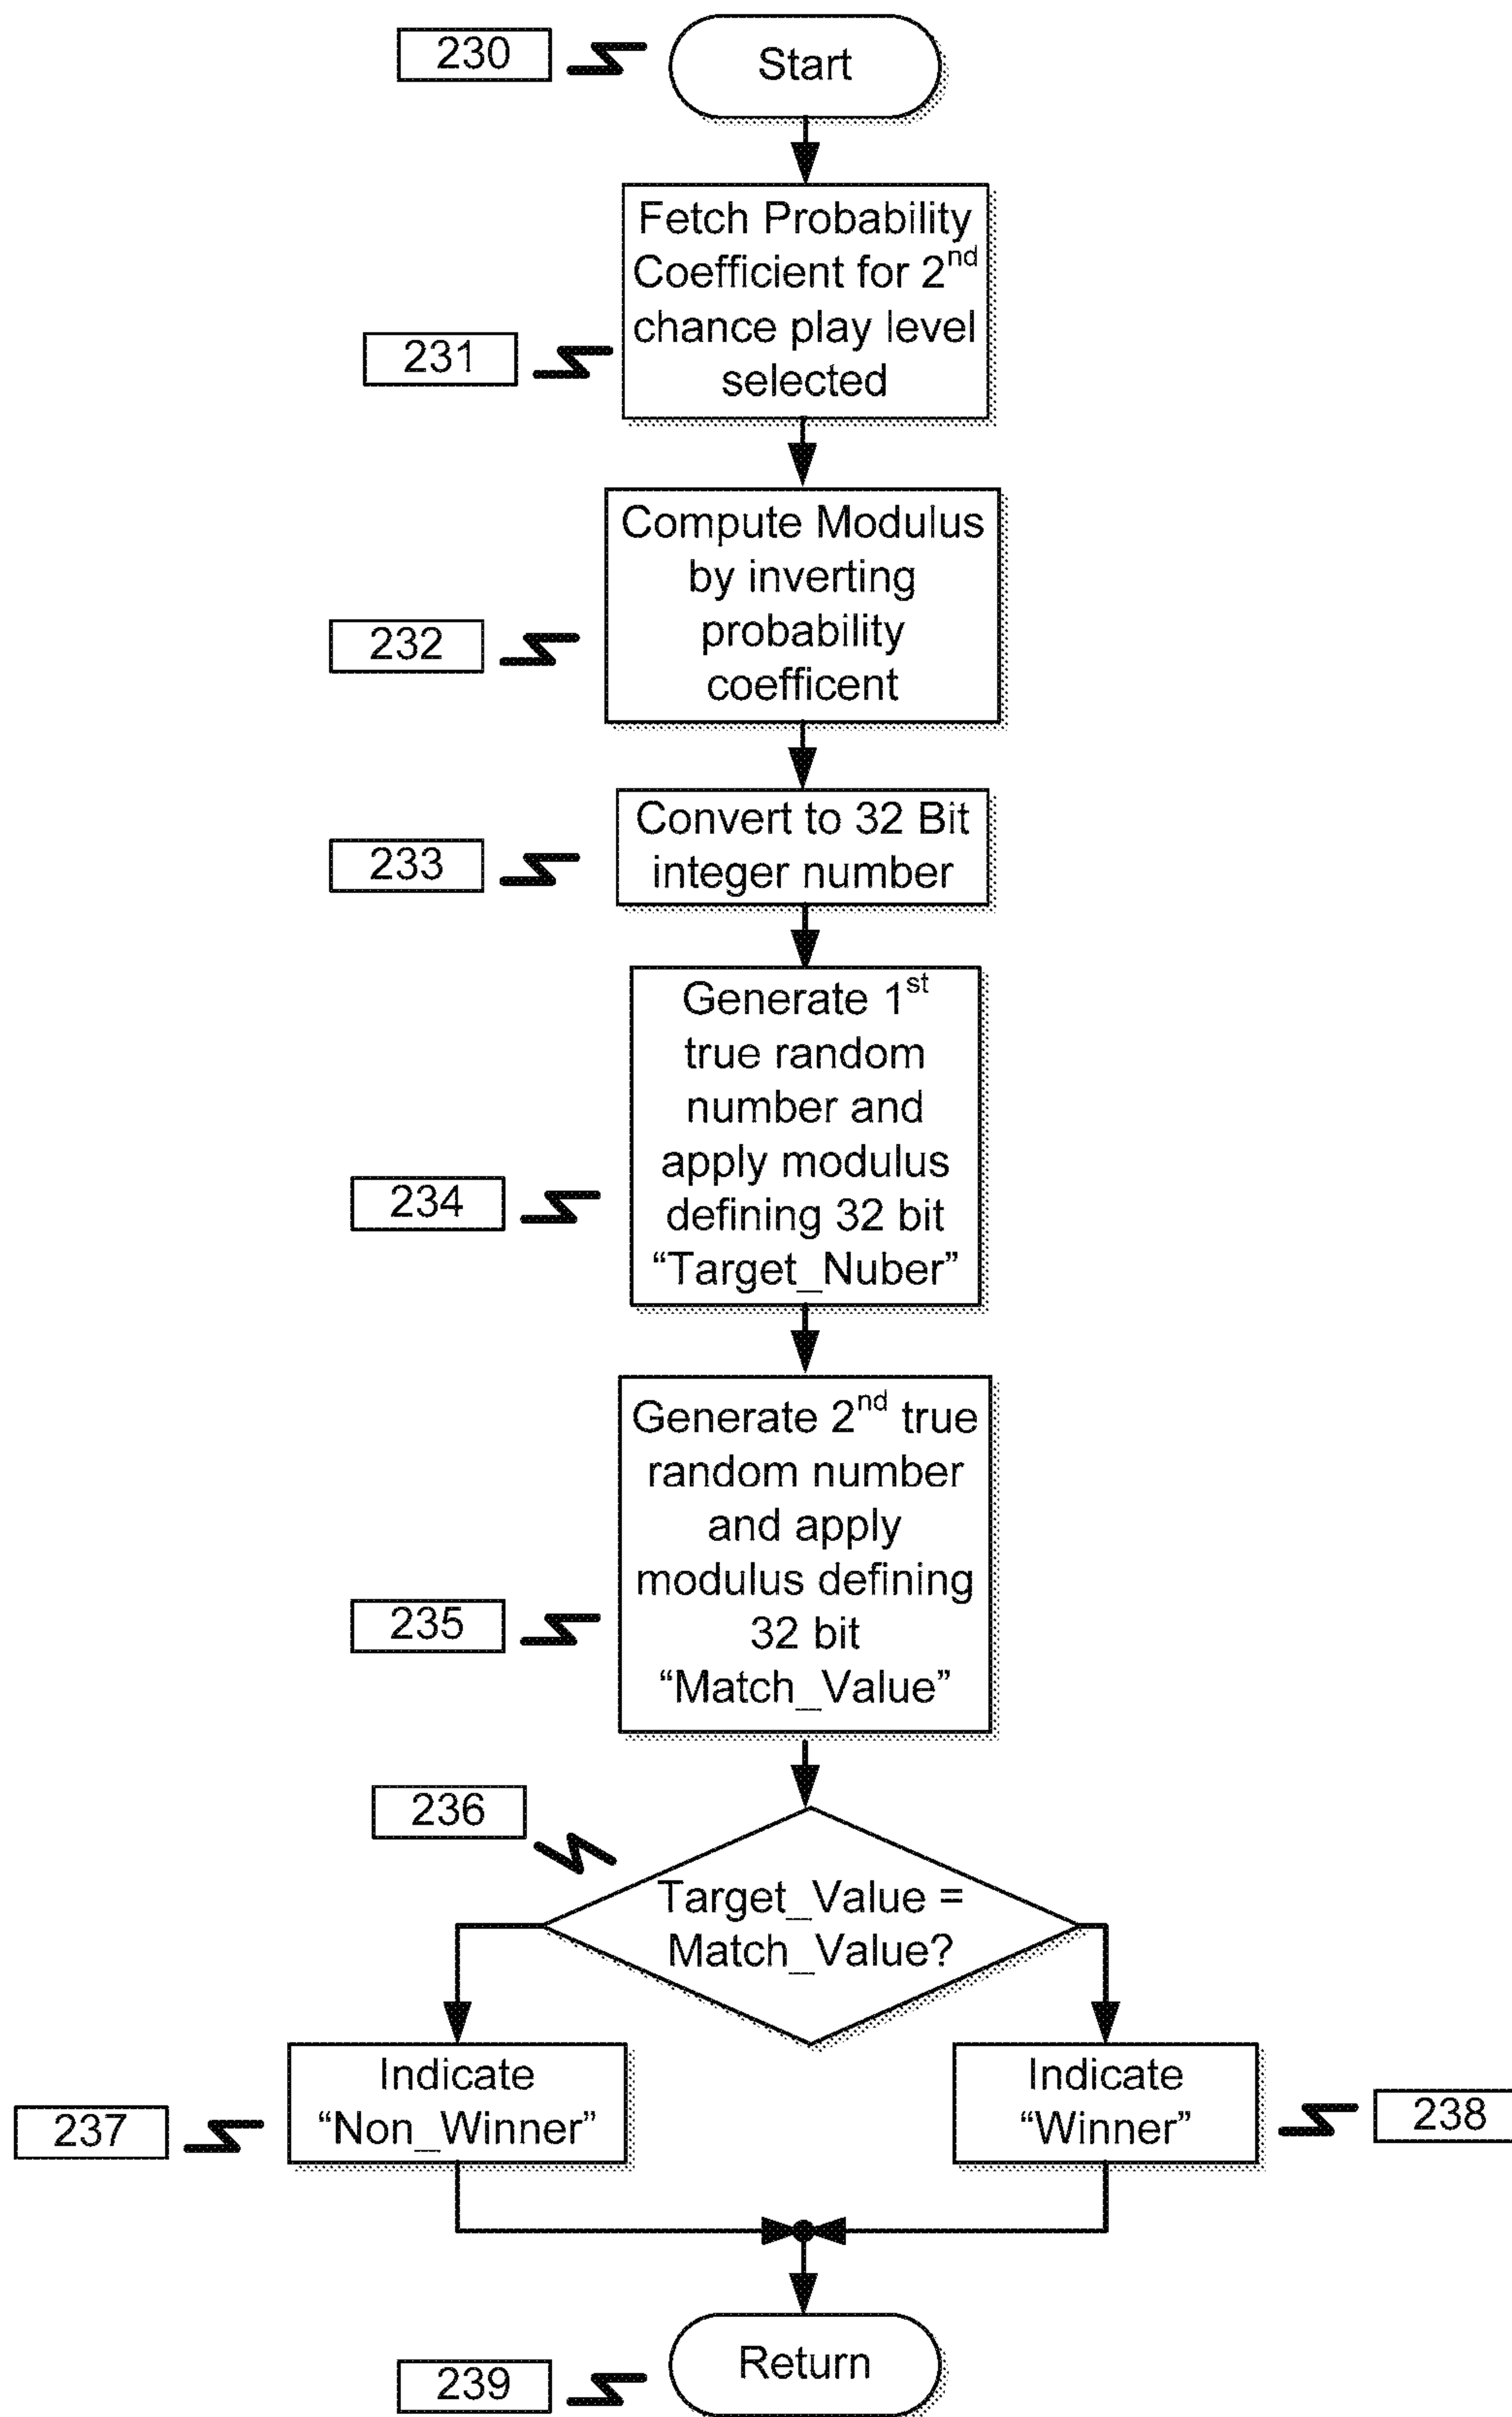 230
Start
Fetch Probability
Coefficient for 2nd
chance play level
selected
231
Compute Modulus
by inverting
probability
coefficent
232
Convert to 32 Bit
integer number
233
Generate 1st
true random
number and
apply modulus
defining 32 bit
“Target_Nuber”
234
Generate 2nd true
random number
and apply
modulus defining
32 bit
“Match_Value”
235
236
Target_Value =
Match_Value?
Indicate
“Non_Winner”
237
Indicate
“Winner”
238
Return
239